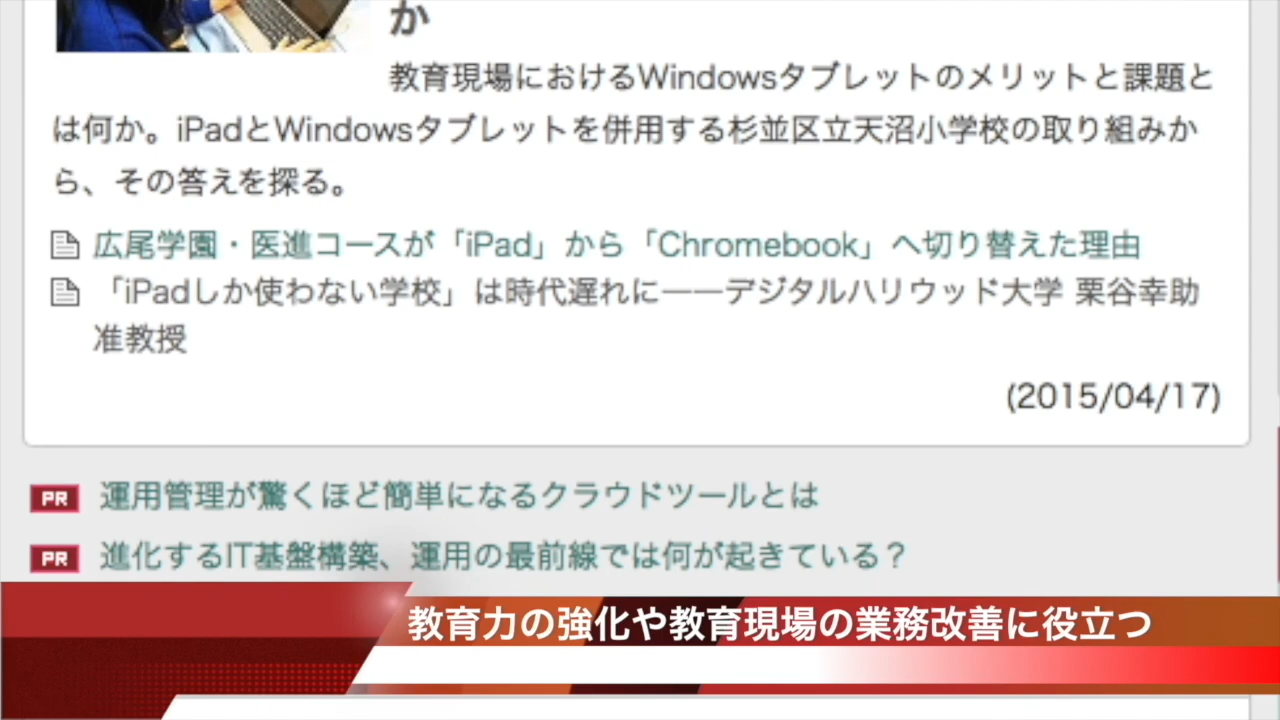 か
教育現場におけるWindowsタブレットのメリットと課題と
は何か。iPadとWindowsタブレットを併用する杉並区立天沼小学校の取り組みか
ら、その答えを探る。
広尾学園・医進コースが「iPad」から「Chromebook」へ切り替えた理由
「iPadしか使わない学校」は時代遅れに――デジタルハリウッド大学 栗谷幸助
准教授
(2015/04/17)
PR 運用管理が驚くほど簡単になるクラウドツールとは
PR 進化するIT基盤構築、運用の最前線では何が起きている？
教育力の強化や教育現場の業務改善に役立つ